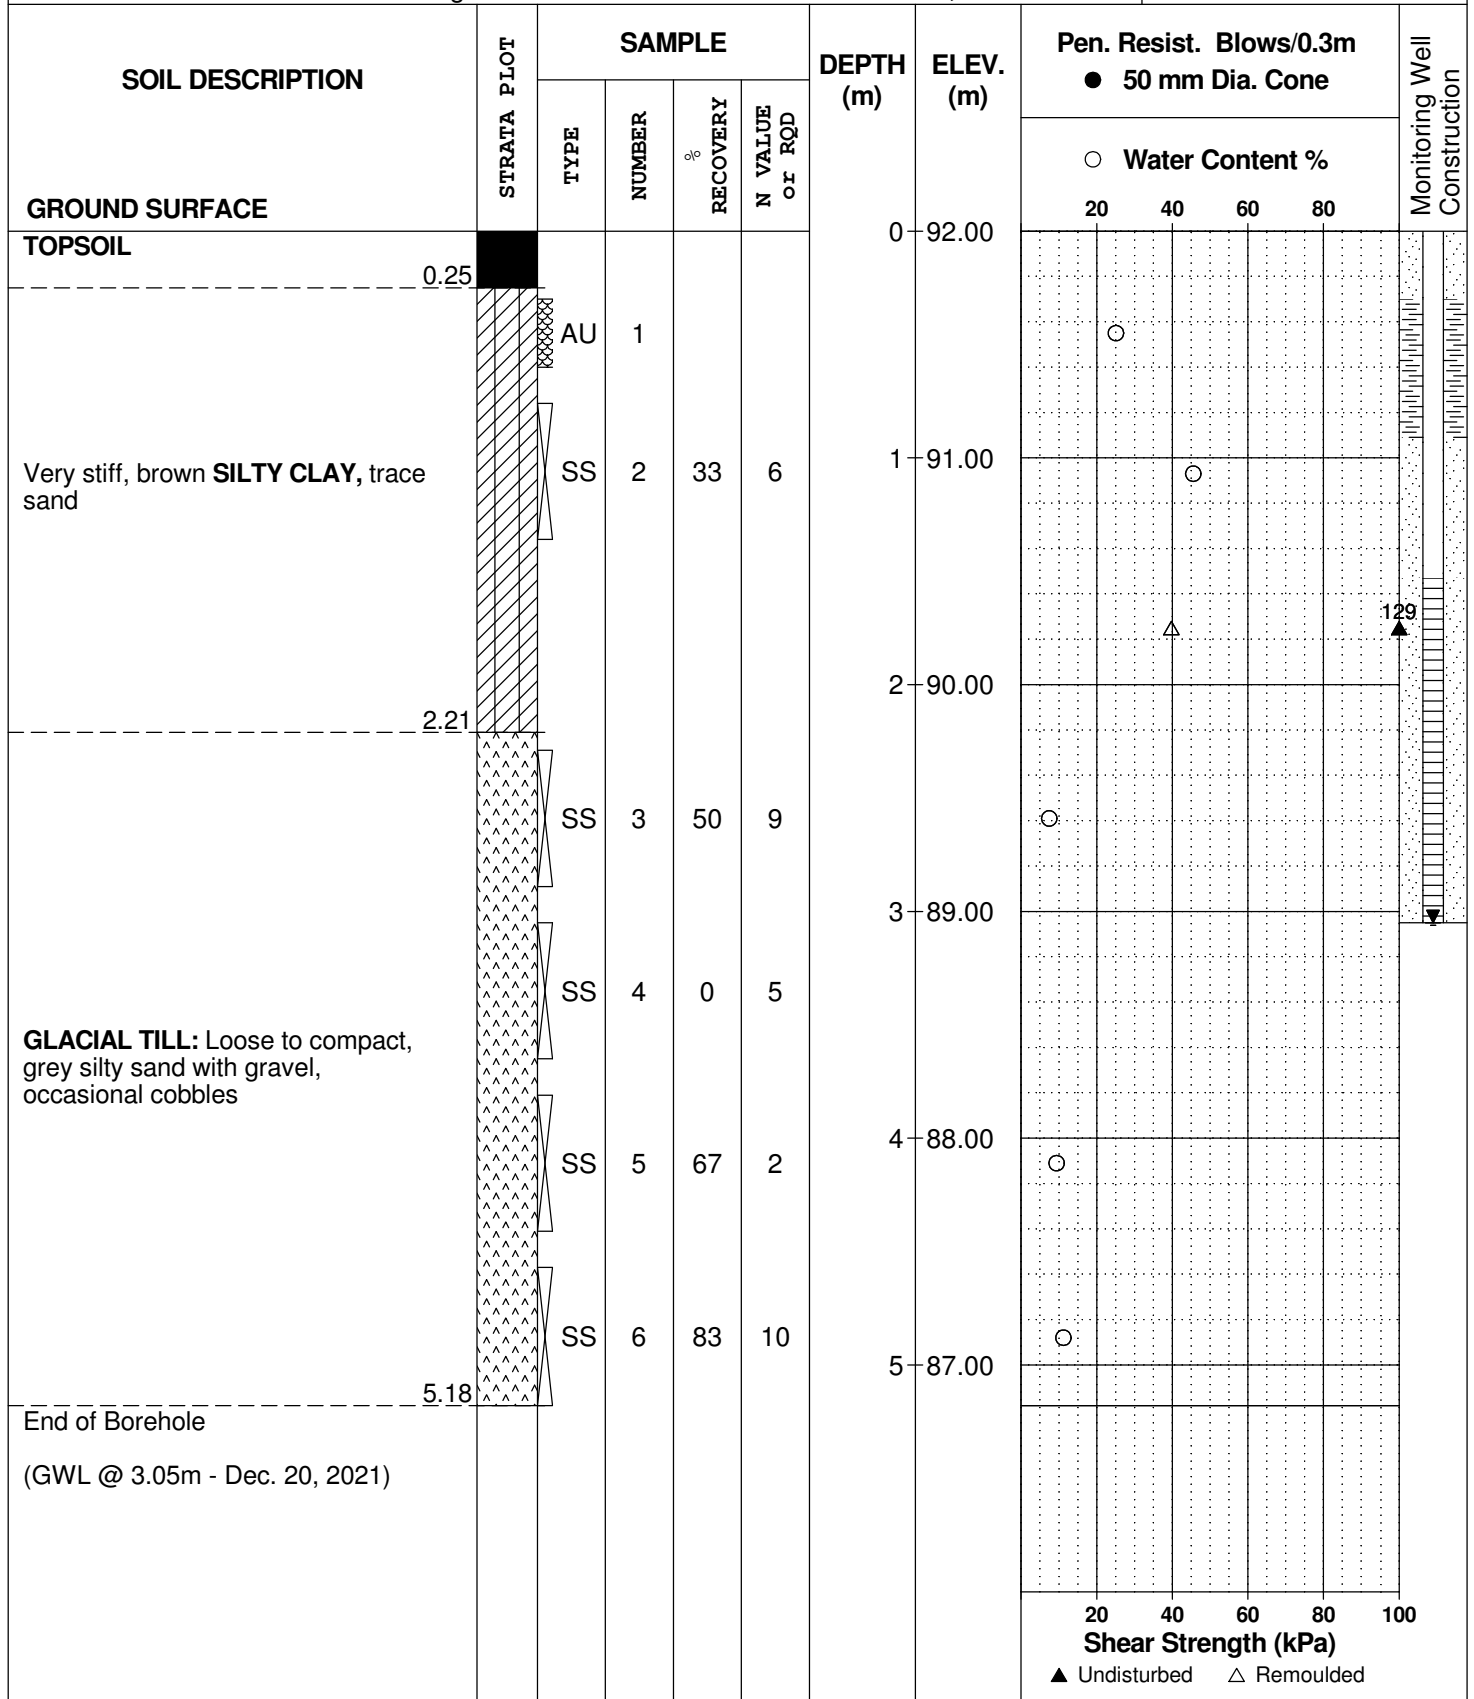 SOIL DESCRIPTION
GROUND SURFACE
STRATA PLOT
SAMPLE
TYPE
NUMBER
%
RECOVERY
N VALUE
or RQD
DEPTH
(m)
ELEV.
(m)
Pen. Resist. Blows/0.3m
● 50 mm Dia. Cone
○ Water Content %
20 40 60 80
Monitoring Well
Construction
0 92.00
TOPSOIL
0.25
AU 1
1 91.00
Very stiff, brown SILTY CLAY, trace
sand
SS 2 33 6
129
2 90.00
2.21
SS 3 50 9
3 89.00
SS 4 0 5
GLACIAL TILL: Loose to compact,
grey silty sand with gravel,
occasional cobbles
4 88.00
SS 5 67 2
SS 6 83 10
5 87.00
5.18
End of Borehole
(GWL @ 3.05m - Dec. 20, 2021)
20 40 60 80 100
Shear Strength (kPa)
▲ Undisturbed △ Remoulded